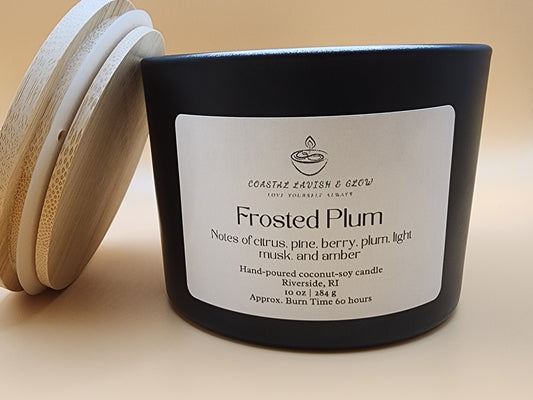 COASTAL LAVISH & GLOW
LOVE YOURSELF ALWAYS
Frosted Plum
Notes of citrus, pine, berry, plum, light
musk, and amber
Hand-poured coconut-soy candle
Riverside, RI
10 oz | 284 g
Approx. Burn Time 60 hours